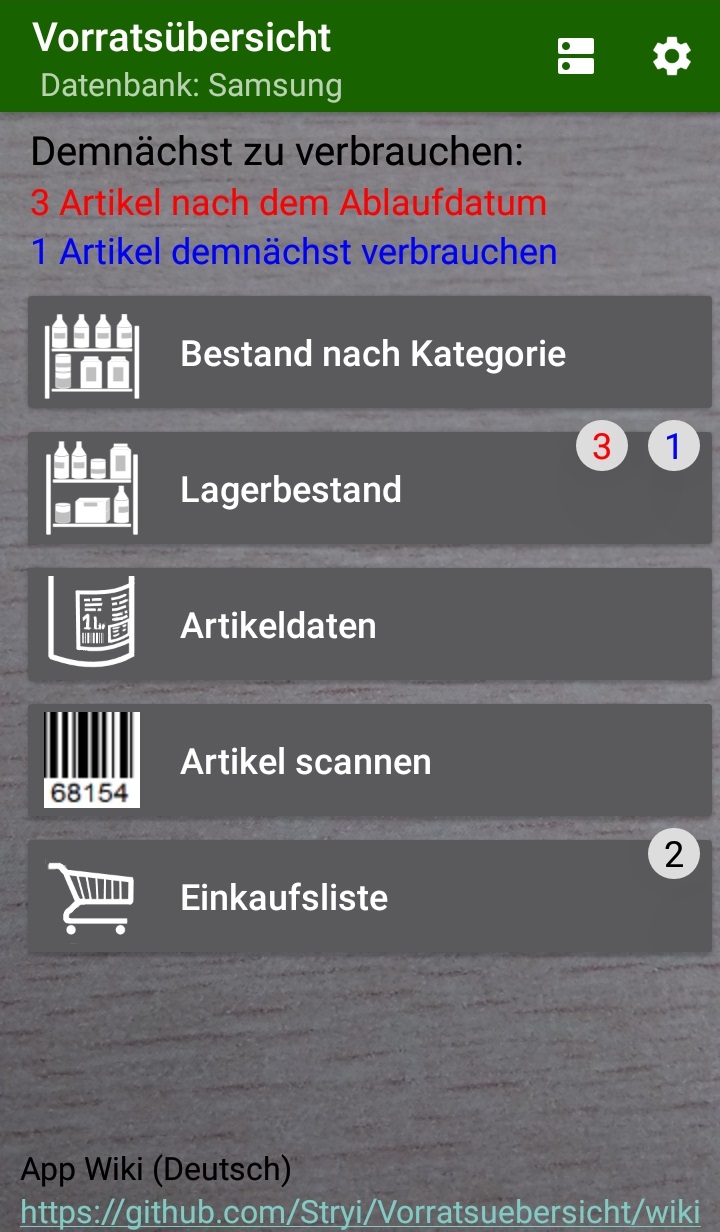 Vorratsübersicht
Datenbank: Samsung
Demnächst zu verbrauchen:
3 Artikel nach dem Ablaufdatum
1 Artikel demnächst verbrauchen
Bestand nach Kategorie
3 1
Lagerbestand
1L
Artikeldaten
Artikel scannen
68154
2
Einkaufsliste
App Wiki (Deutsch)
https://github.com/Stryi/Vorratsuebersicht/wiki